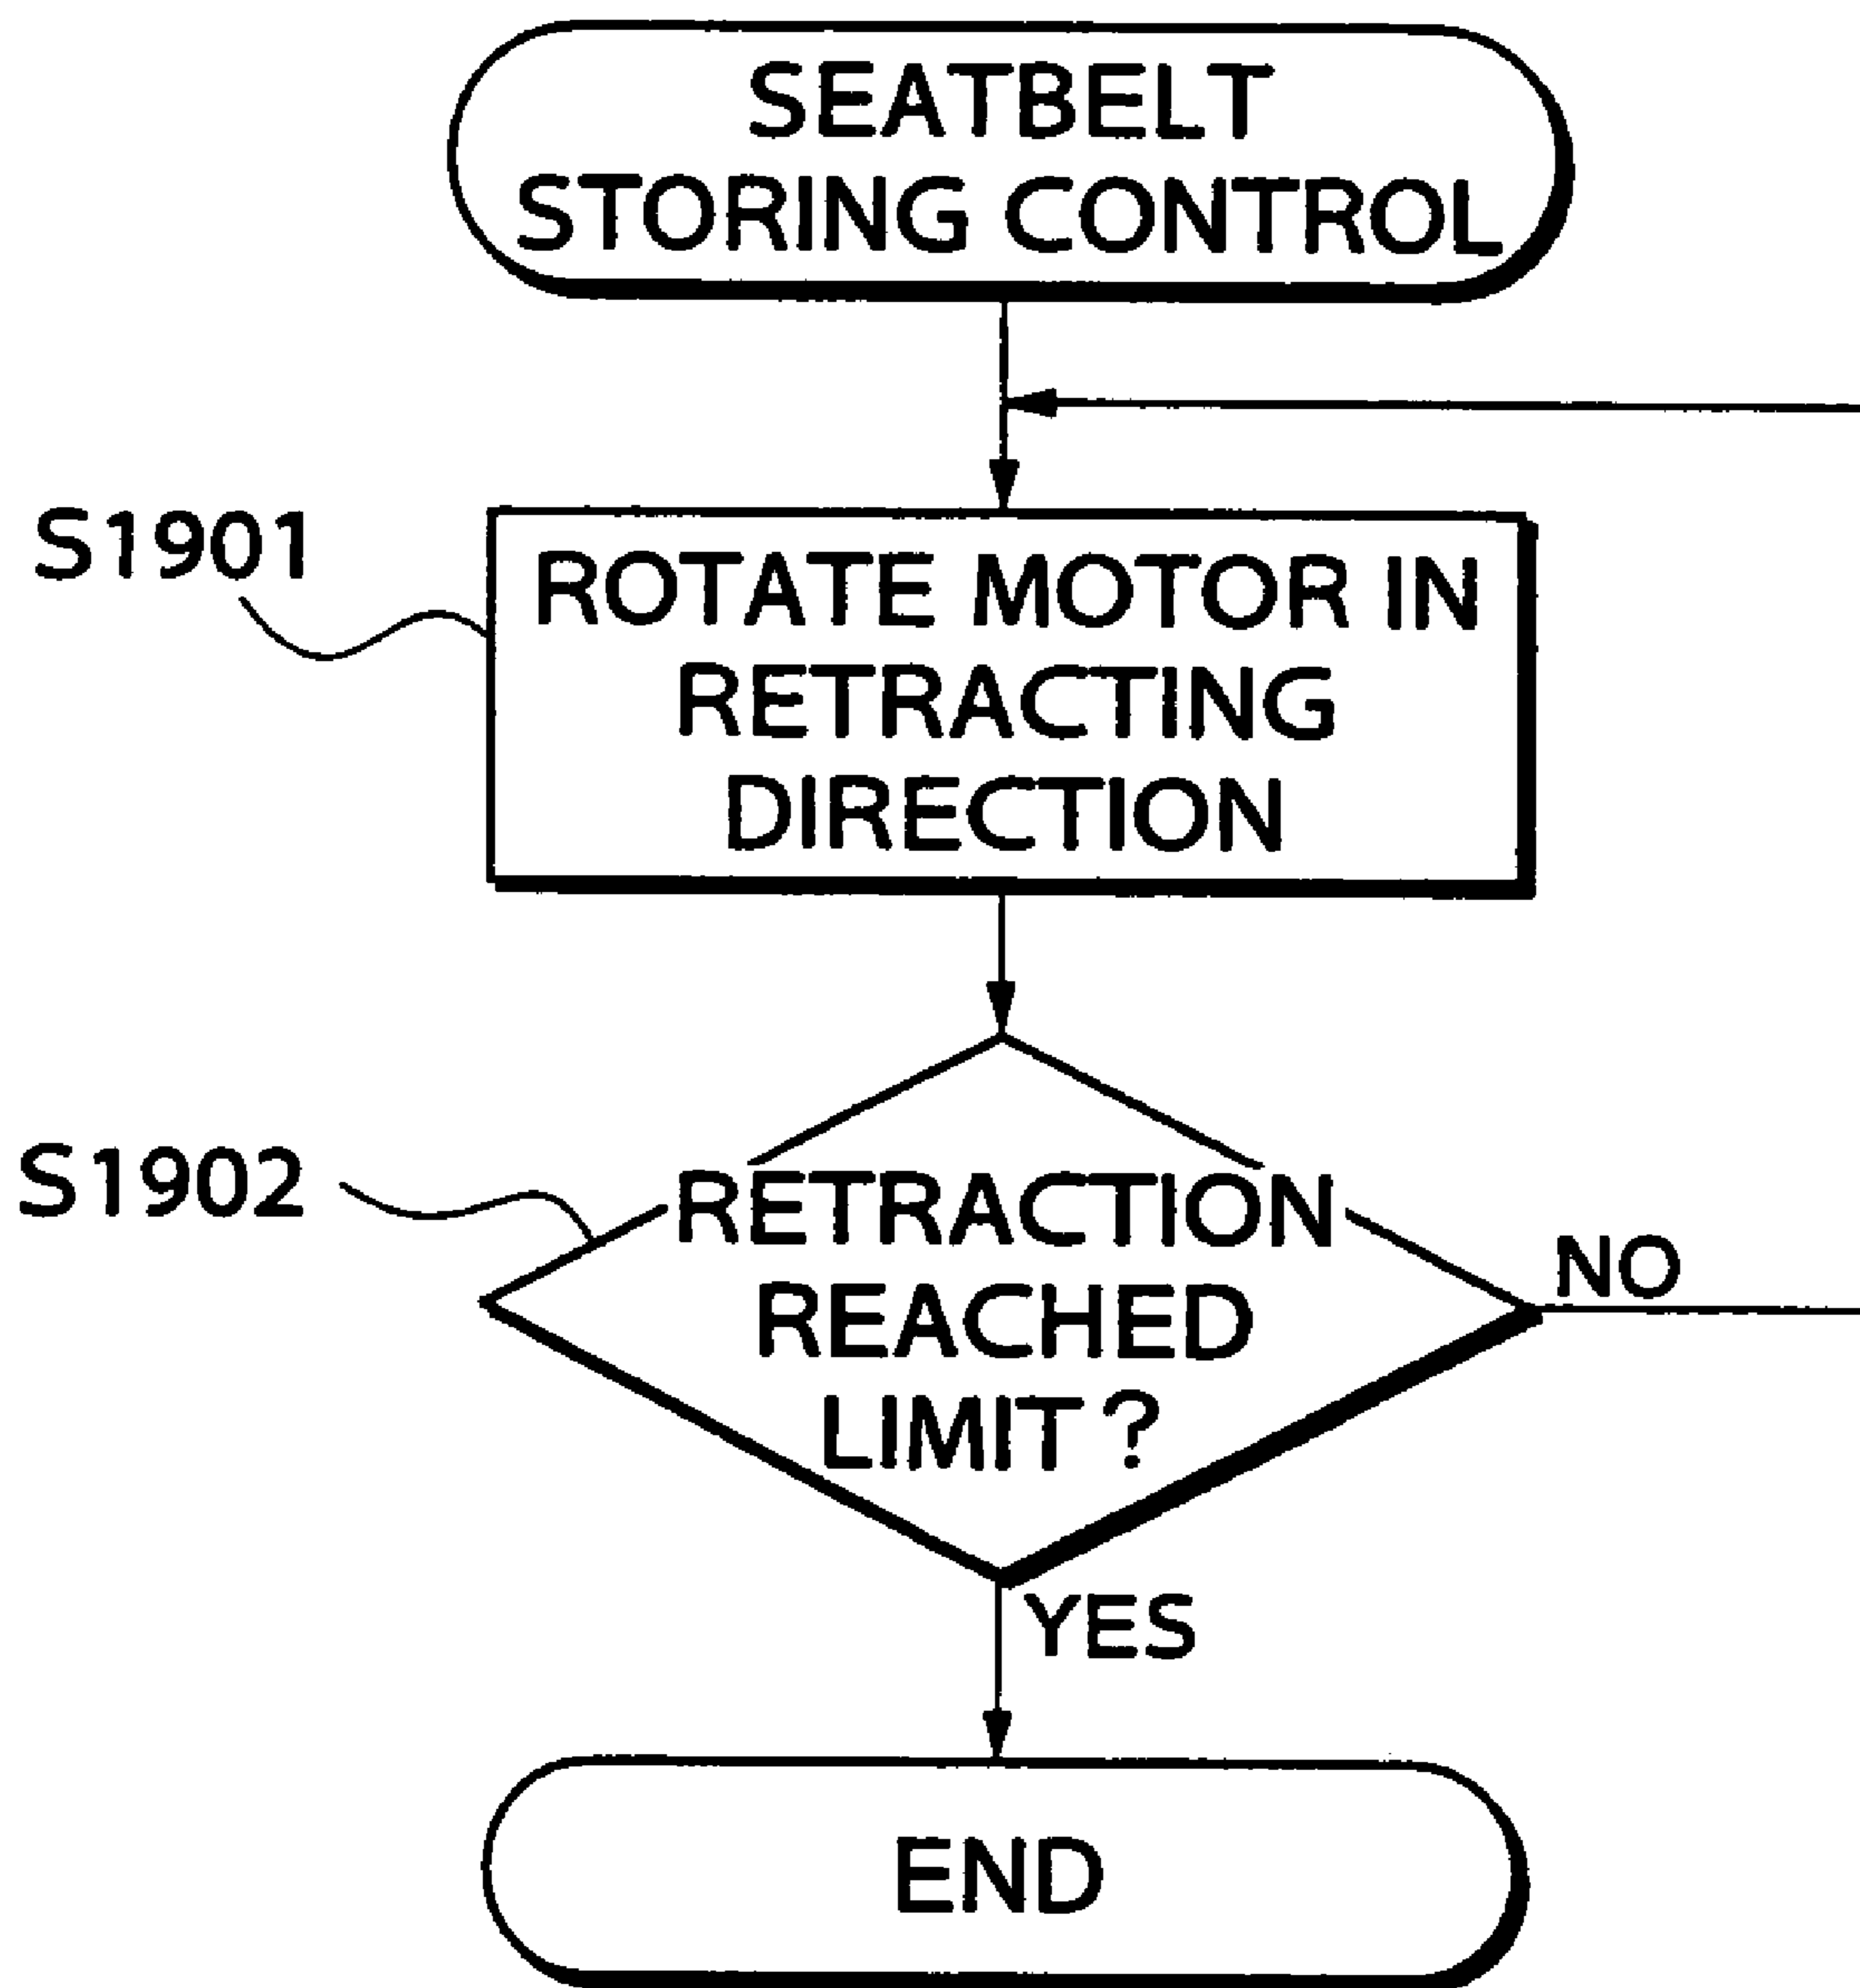 SEATBELT
STORING CONTROL
S1901
ROTATE MOTOR IN
RETRACTING
DIRECTION
S1902
RETRACTION
REACHED
LIMIT ?
NO
YES
END